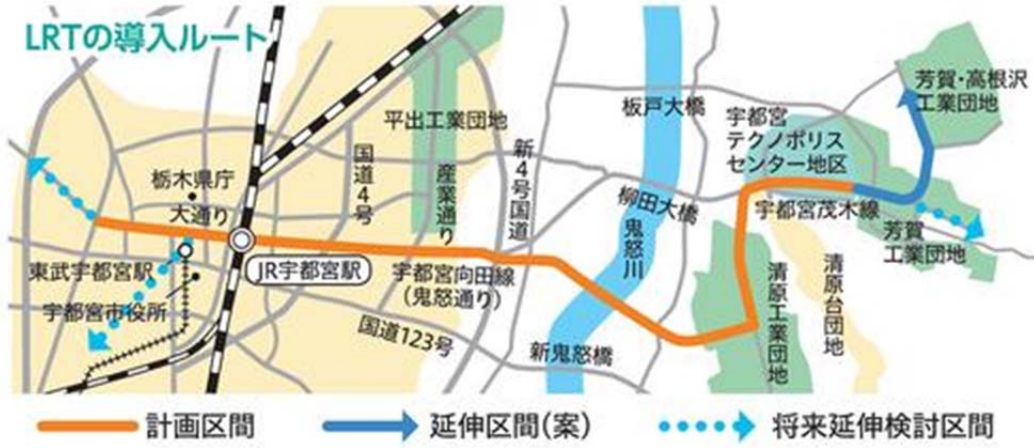 LRTの導入ルート
芳賀・高根沢
工業団地
平出工業団地
板戸大橋
宇都宮
テクノポリス
センター地区
国道4号
産業通り
新4号国道
栃木県庁
大通り
柳田大橋
宇都宮茂木線
鬼怒川
芳賀
工業団地
東武宇都宮駅
JR宇都宮駅
宇都宮向田線
(鬼怒通り)
清原工業団地
清原台団地
宇都宮市役所
国道123号
新鬼怒橋
計画区間
延伸区間(案)
将来延伸検討区間